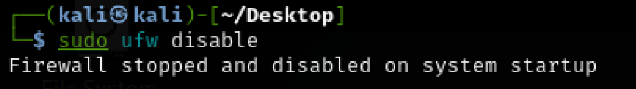 ┌──(kali㉿kali)-[~/Desktop]
└─$ sudo ufw disable
Firewall stopped and disabled on system startup